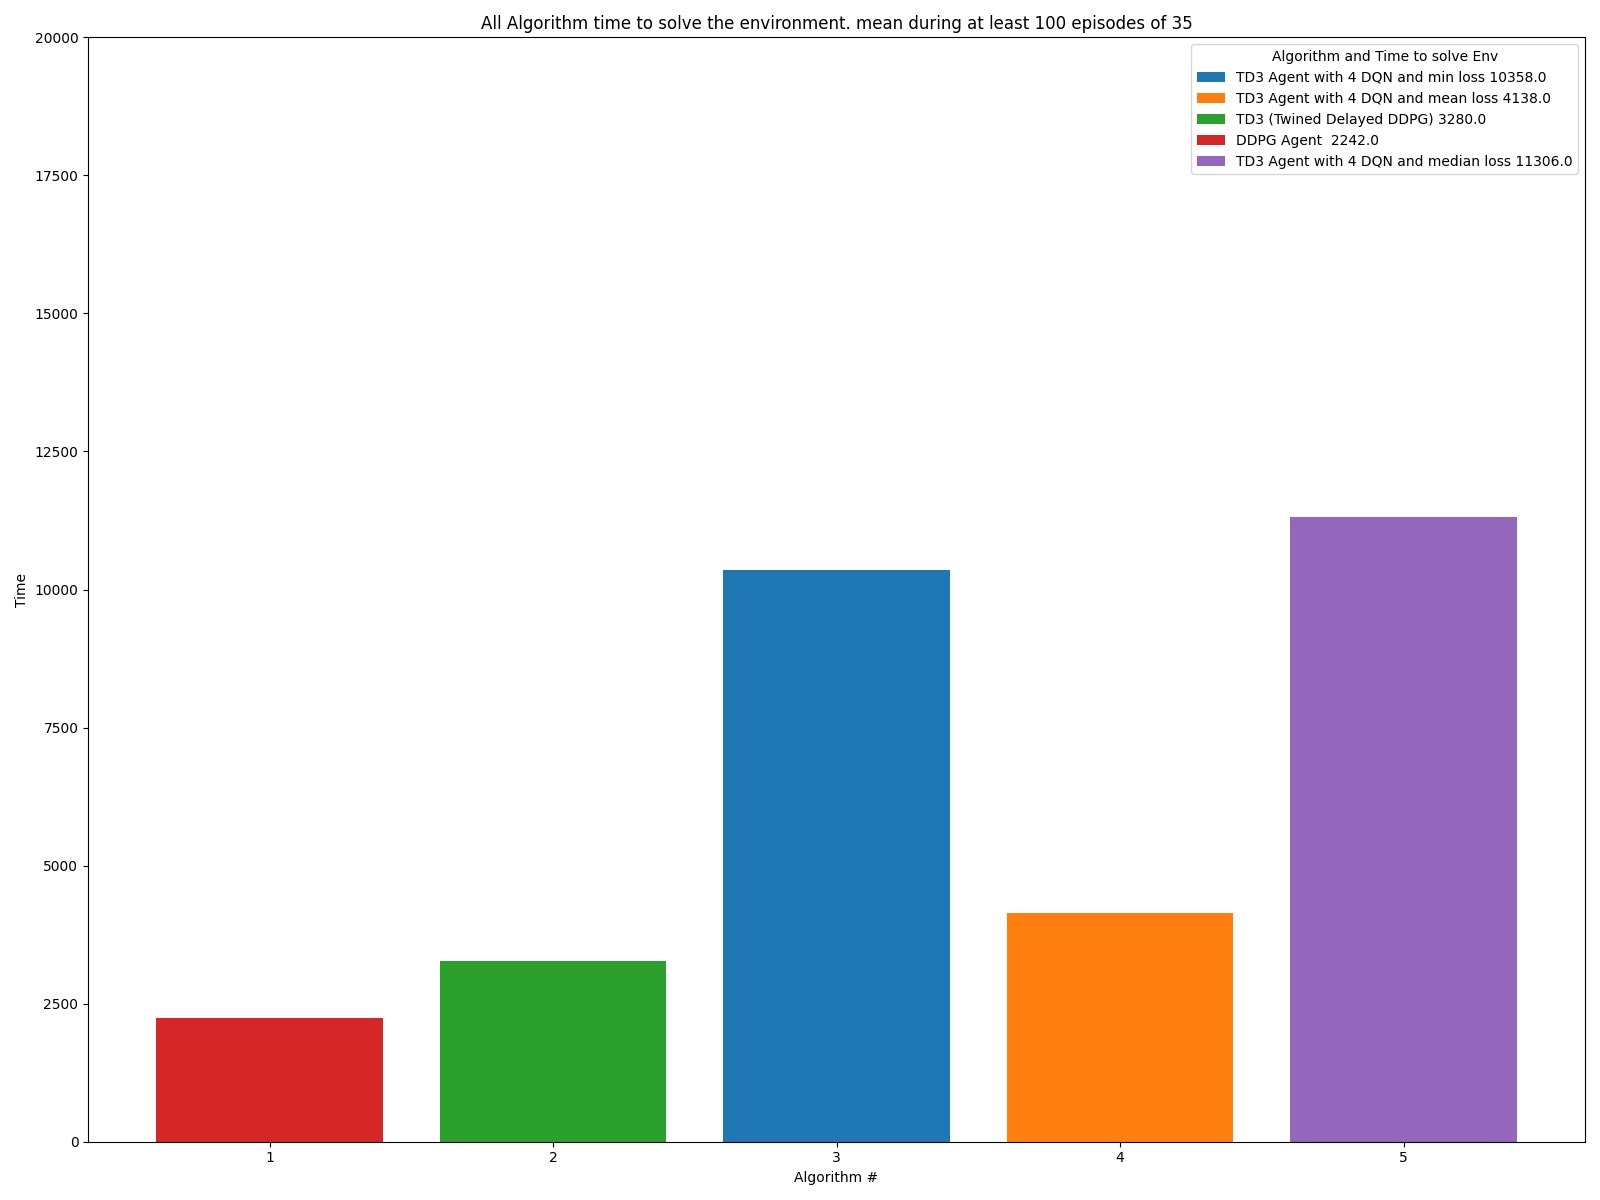 All Algorithm time to solve the environment. mean during at least 100 episodes of 35
Algorithm and Time to solve Env
TD3 Agent with 4 DQN and min loss 10358.0
TD3 Agent with 4 DQN and mean loss 4138.0
TD3 (Twined Delayed DDPG) 3280.0
DDPG Agent  2242.0
TD3 Agent with 4 DQN and median loss 11306.0
Time
20000
17500
15000
12500
10000
7500
5000
2500
0
1 2 3 4 5
Algorithm #